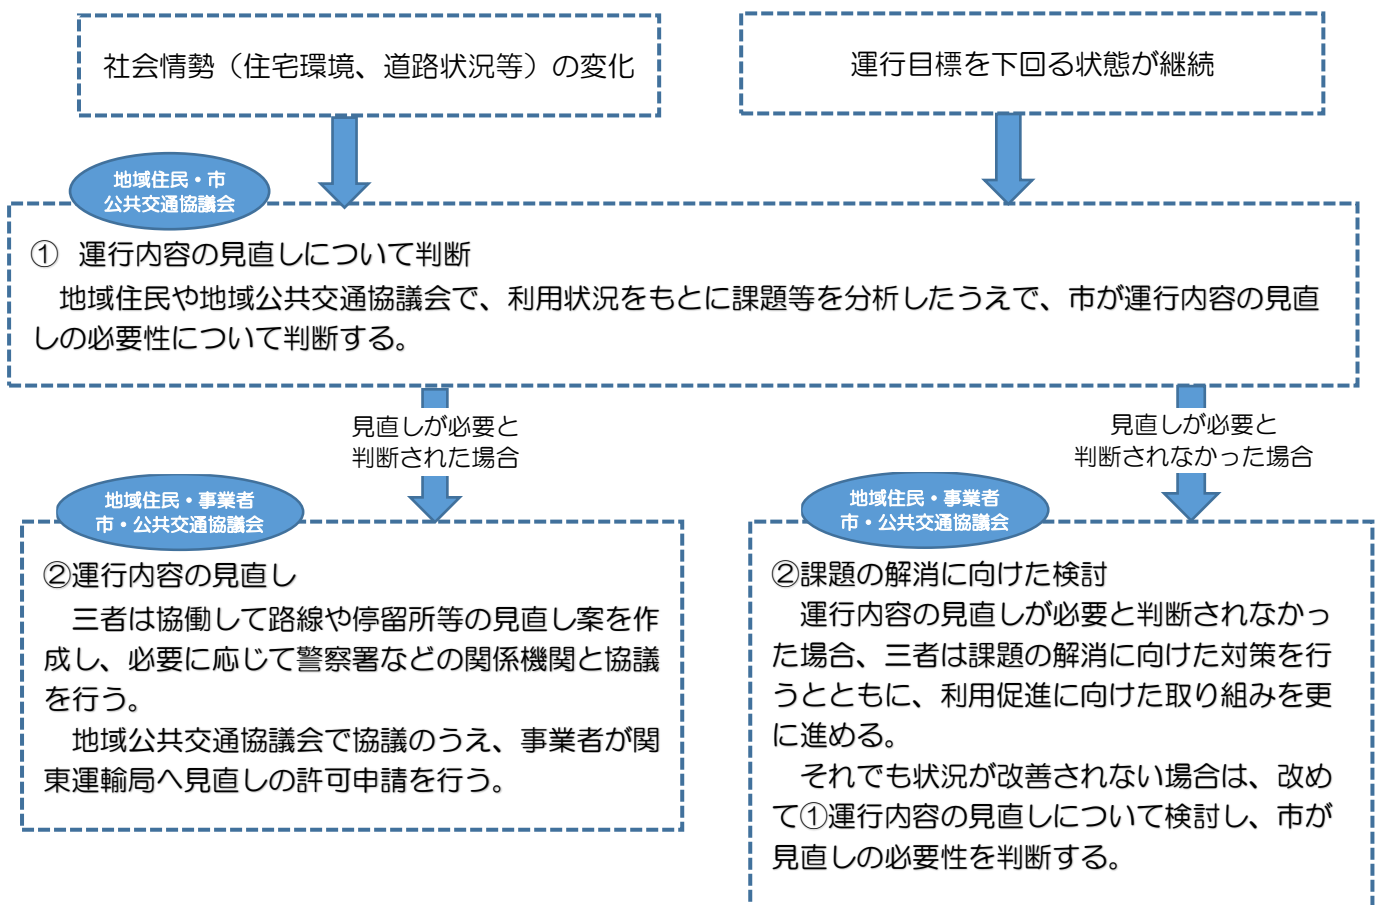 社会情勢（住宅環境、道路状況等）の変化
運行目標を下回る状態が継続
地域住民・市
公共交通協議会
① 運行内容の見直しについて判断
地域住民や地域公共交通協議会で、利用状況をもとに課題等を分析したうえで、市が運行内容の見直
しの必要性について判断する。
見直しが必要と
判断された場合
見直しが必要と
判断されなかった場合
地域住民・事業者
市・公共交通協議会
②運行内容の見直し
三者は協働して路線や停留所等の見直し案を作
成し、必要に応じて警察署などの関係機関と協議
を行う。
地域公共交通協議会で協議のうえ、事業者が関
東運輸局へ見直しの許可申請を行う。
地域住民・事業者
市・公共交通協議会
②課題の解消に向けた検討
運行内容の見直しが必要と判断されなかっ
た場合、三者は課題の解消に向けた対策を行
うとともに、利用促進に向けた取り組みを更
に進める。
それでも状況が改善されない場合は、改め
て①運行内容の見直しについて検討し、市が
見直しの必要性を判断する。